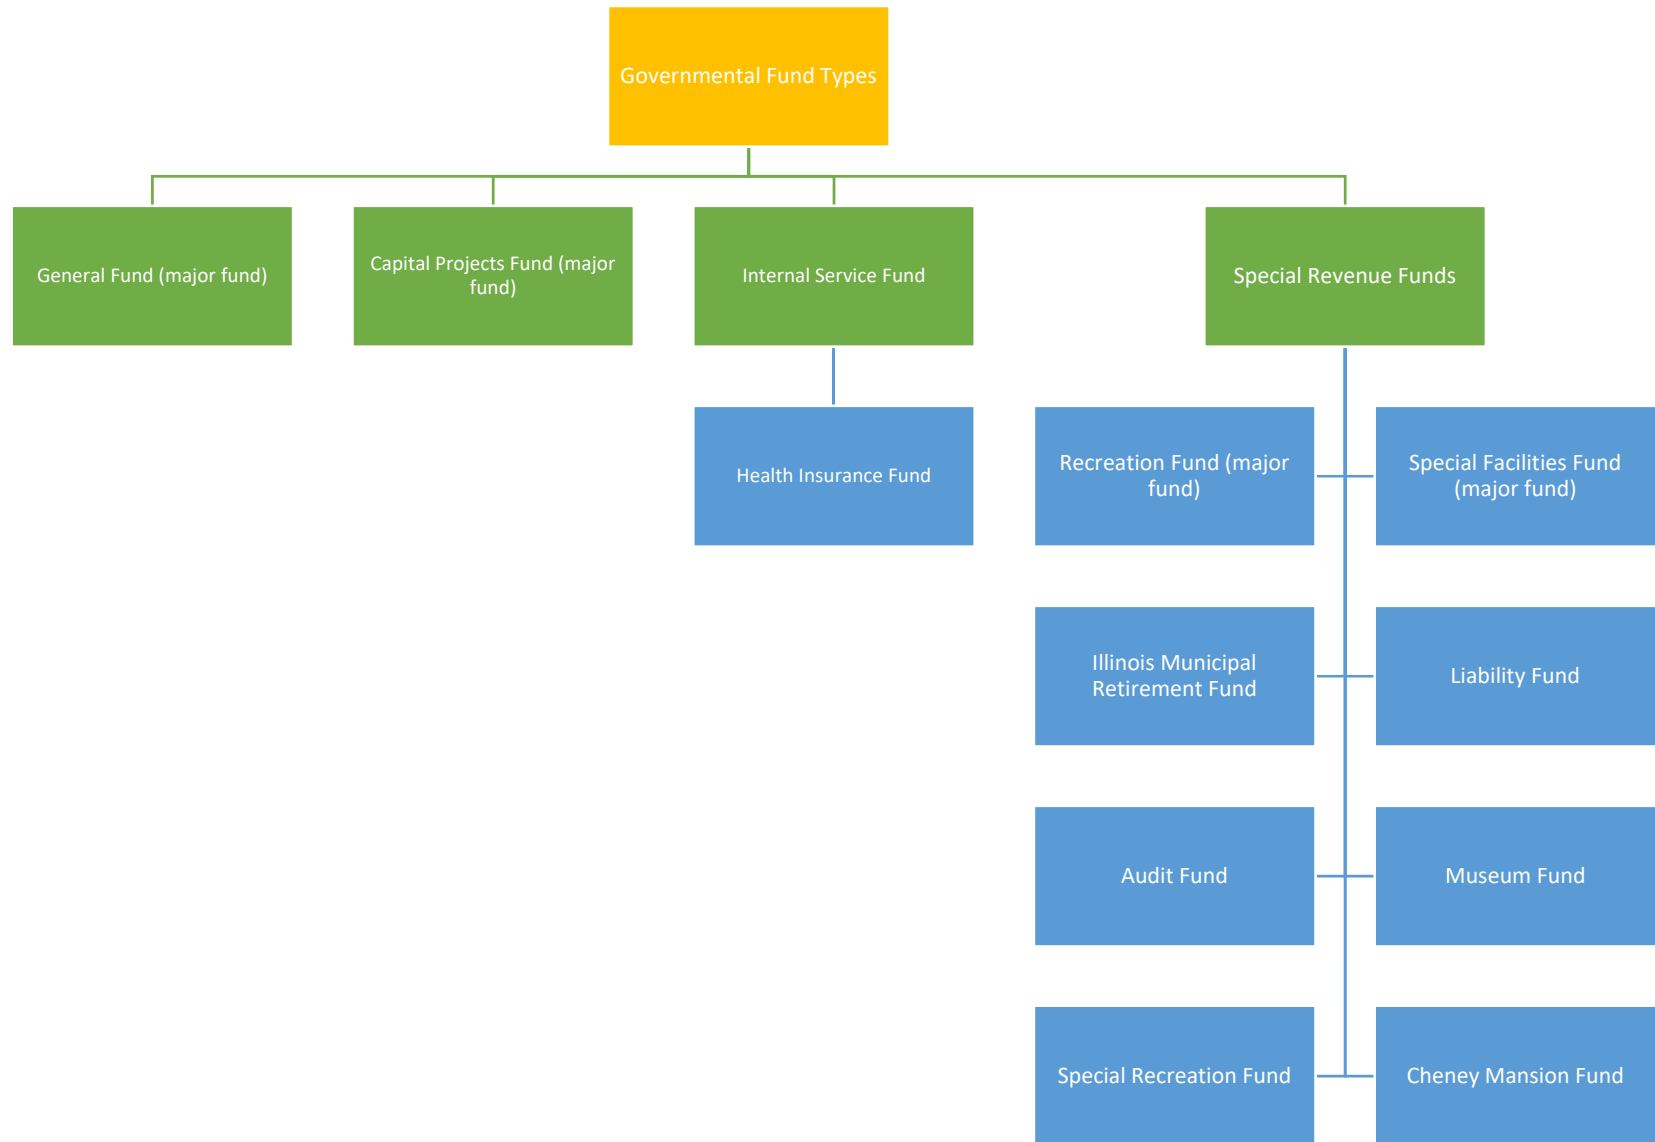 Governmental Fund Types
General Fund (major fund)
Capital Projects Fund (major
fund)
Internal Service Fund
Special Revenue Funds
Health Insurance Fund
Recreation Fund (major
fund)
Special Facilities Fund
(major fund)
Illinois Municipal
Retirement Fund
Liability Fund
Audit Fund
Museum Fund
Special Recreation Fund
Cheney Mansion Fund